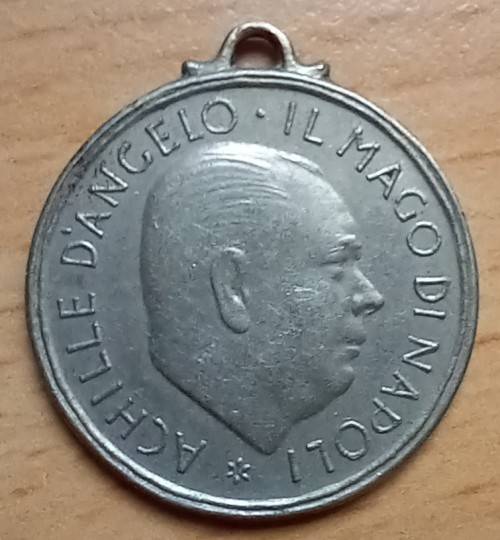 ACHILLE D'ANGELO · IL MAGO DI NAPOLI *